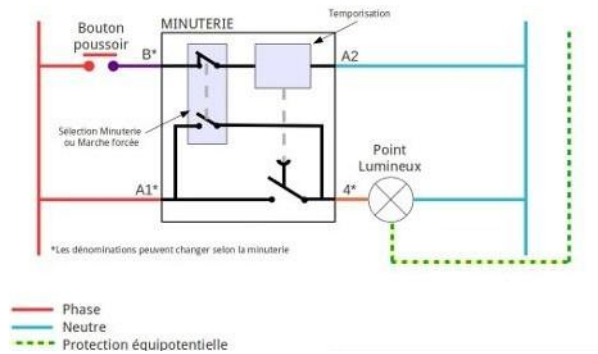 Temporisation
MINUTERIE
Bouton
poussoir
B*
A2
Sélection Minuterie
ou Marche forcée
Point
Lumineux
A1*
4*
*Les dénominations peuvent changer selon la minuterie
Phase
Neutre
Protection équipotentielle